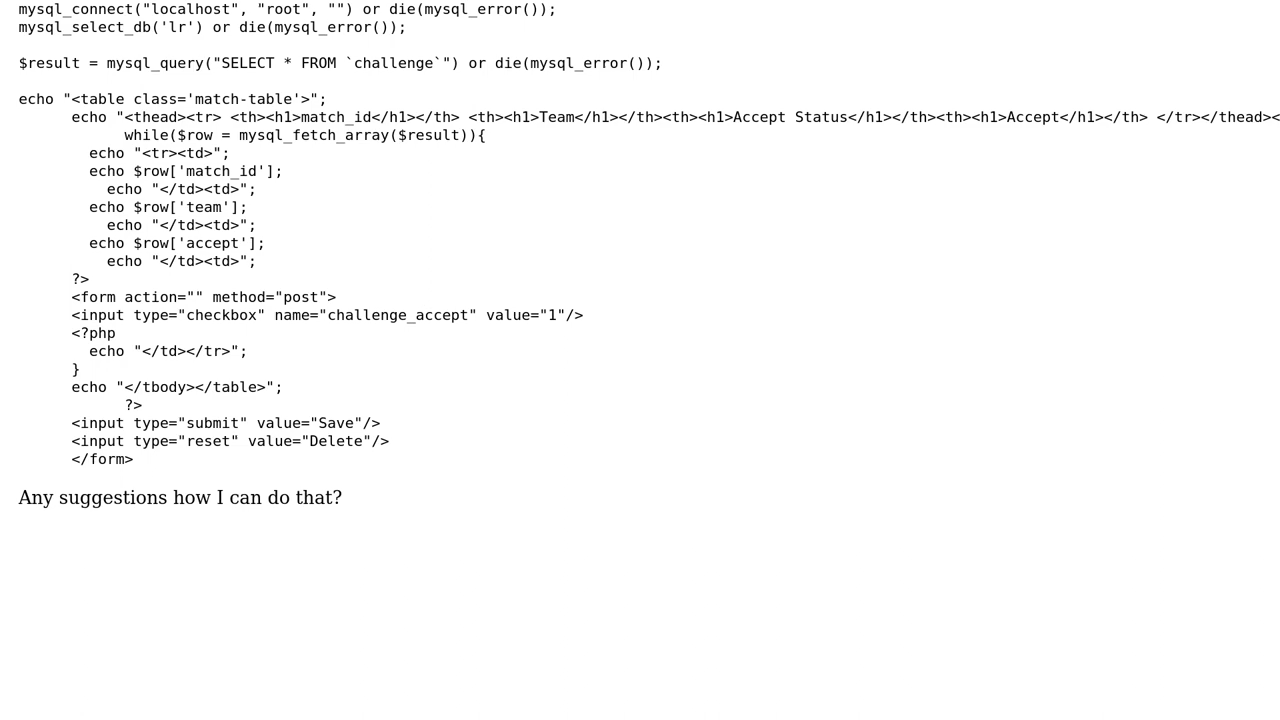 mysql_connect("localhost", "root", "") or die(mysql_error());
mysql_select_db('lr') or die(mysql_error());

$result = mysql_query("SELECT * FROM `challenge`") or die(mysql_error());

echo "<table class='match-table'>";
      echo "<thead><tr> <th><h1>match_id</h1></th> <th><h1>Team</h1></th><th><h1>Accept Status</h1></th><th><h1>Accept</h1></th> </tr></thead><
            while($row = mysql_fetch_array($result)){
        echo "<tr><td>";
        echo $row['match_id'];
          echo "</td><td>";
        echo $row['team'];
          echo "</td><td>";
        echo $row['accept'];
          echo "</td><td>";
      ?>
      <form action="" method="post">
      <input type="checkbox" name="challenge_accept" value="1"/>
      <?php
        echo "</td></tr>";
      }
      echo "</tbody></table>";
            ?>
      <input type="submit" value="Save"/>
      <input type="reset" value="Delete"/>
      </form>

Any suggestions how I can do that?